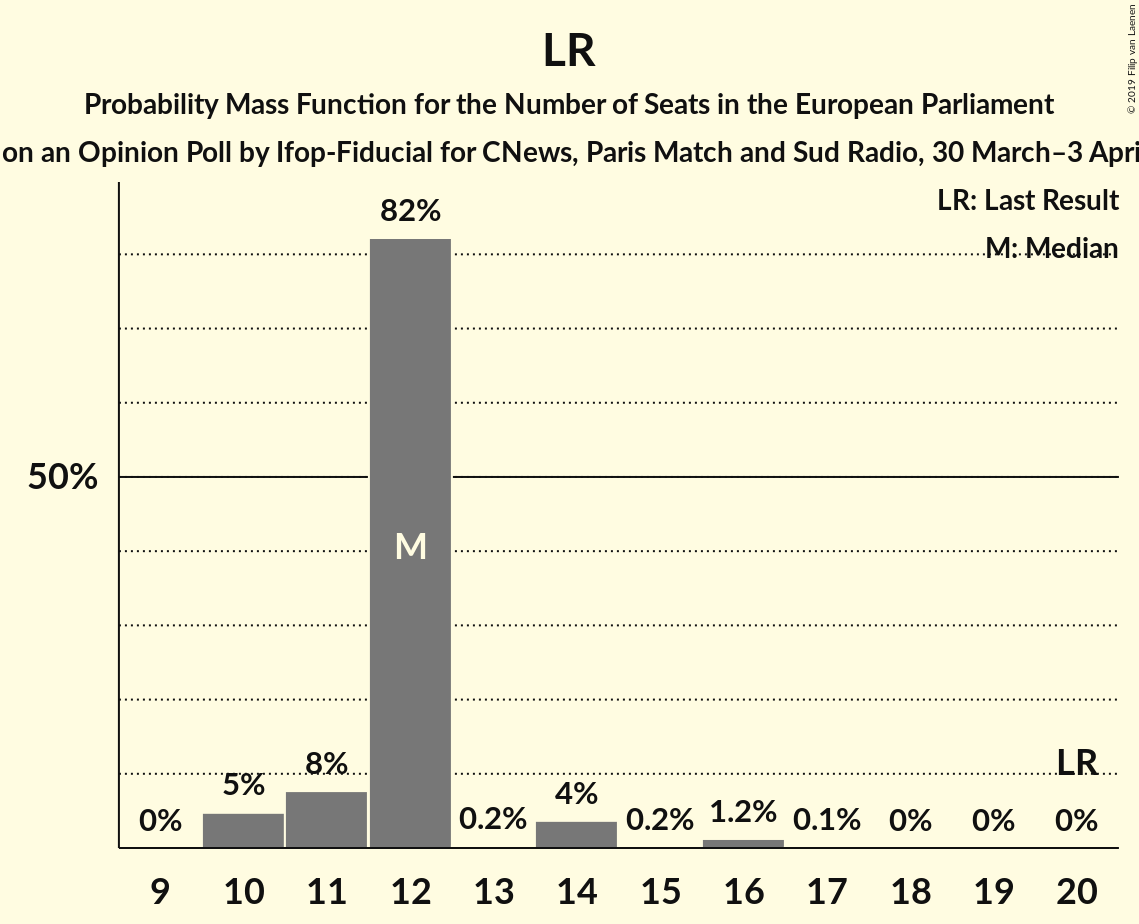 LR
Probability Mass Function for the Number of Seats in the European Parliament
on an Opinion Poll by Ifop-Fiducial for CNews, Paris Match and Sud Radio, 30 March–3 Apri
© 2019 Filip van Laenen
LR: Last Result
M: Median
82%
50%
M
LR
0%
5%
8%
0.2%
4%
0.2%
1.2%
0.1%
0%
0%
0%
9 10 11 12 13 14 15 16 17 18 19 20